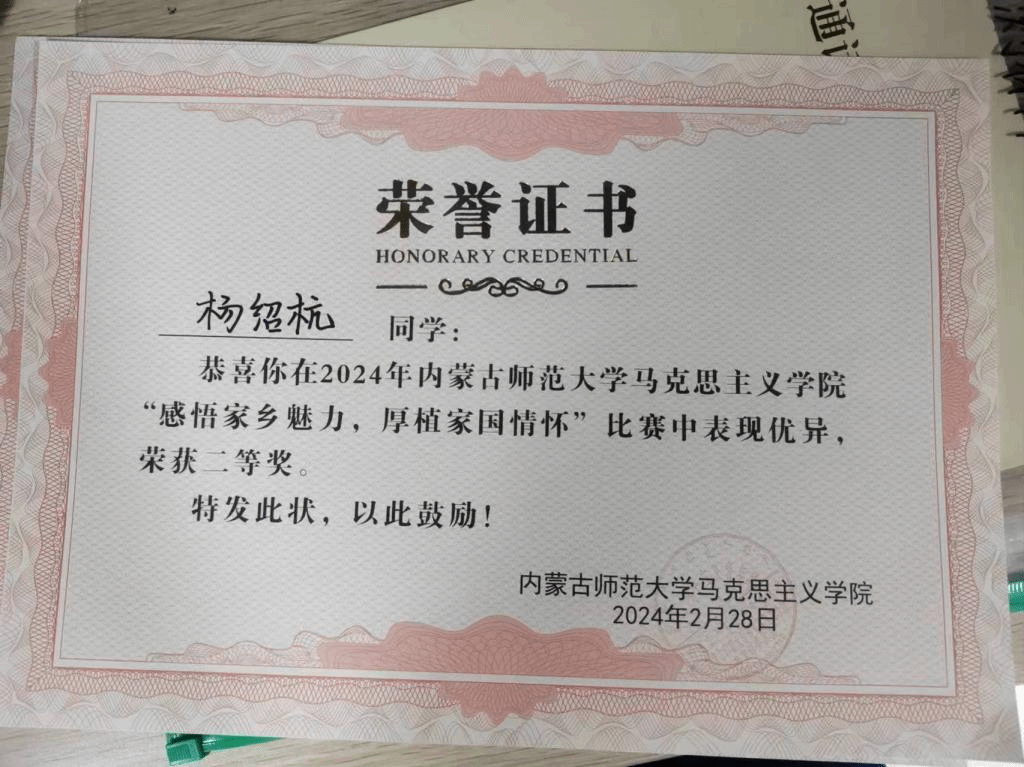 通
荣誉证书
HONORARY CREDENTIAL
杨绍杭 同学：
恭喜你在2024年内蒙古师范大学马克思主义学院
“感悟家乡魅力，厚植家国情怀”比赛中表现优异，
荣获二等奖。
特发此状，以此鼓励！
内蒙古师范大学马克思主义学院
2024年2月28日